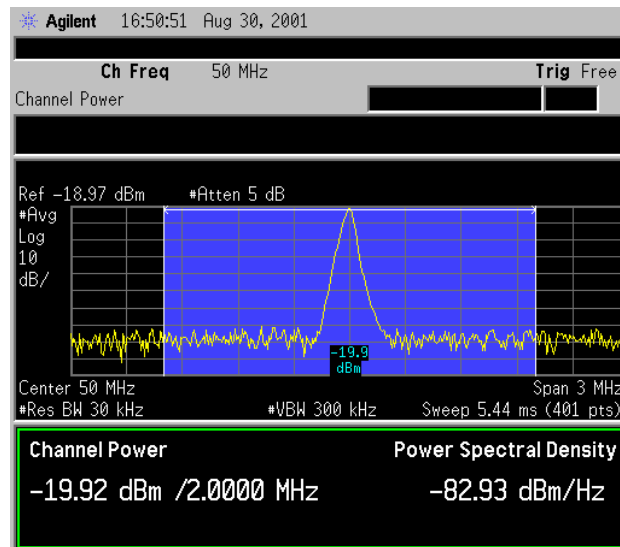 Agilent 16:50:51 Aug 30, 2001
Ch Freq 50 MHz Trig Free
Channel Power
Ref -18.97 dBm #Atten 5 dB
#Avg
Log
10
dB/
-19.9
dBm
Center 50 MHz Span 3 MHz
#Res BW 30 kHz #VBW 300 kHz Sweep 5.44 ms (401 pts)
Channel Power Power Spectral Density
-19.92 dBm /2.0000 MHz -82.93 dBm/Hz